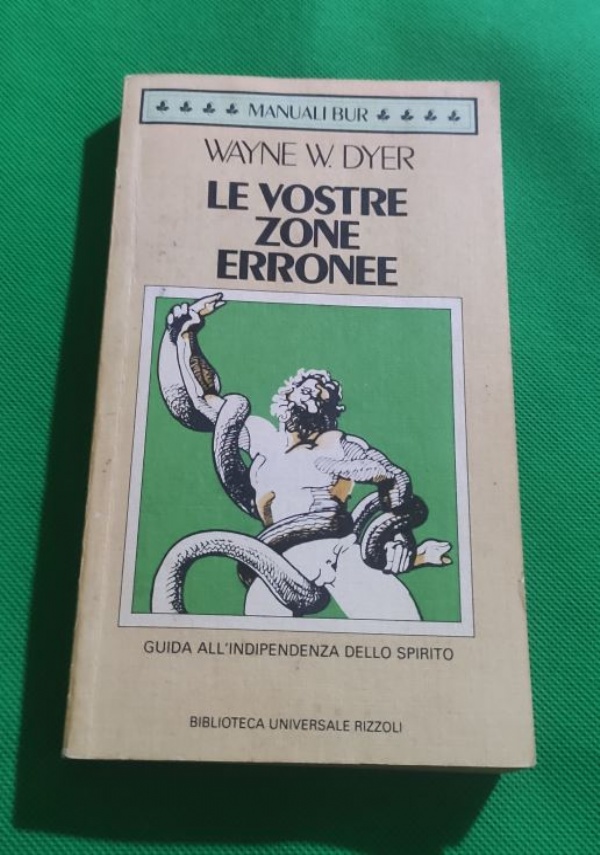 MANUALI BUR
WAYNE W. DYER
LE VOSTRE
ZONE
ERRONEE
GUIDA ALL'INDIPENDENZA DELLO SPIRITO
BIBLIOTECA UNIVERSALE RIZZOLI